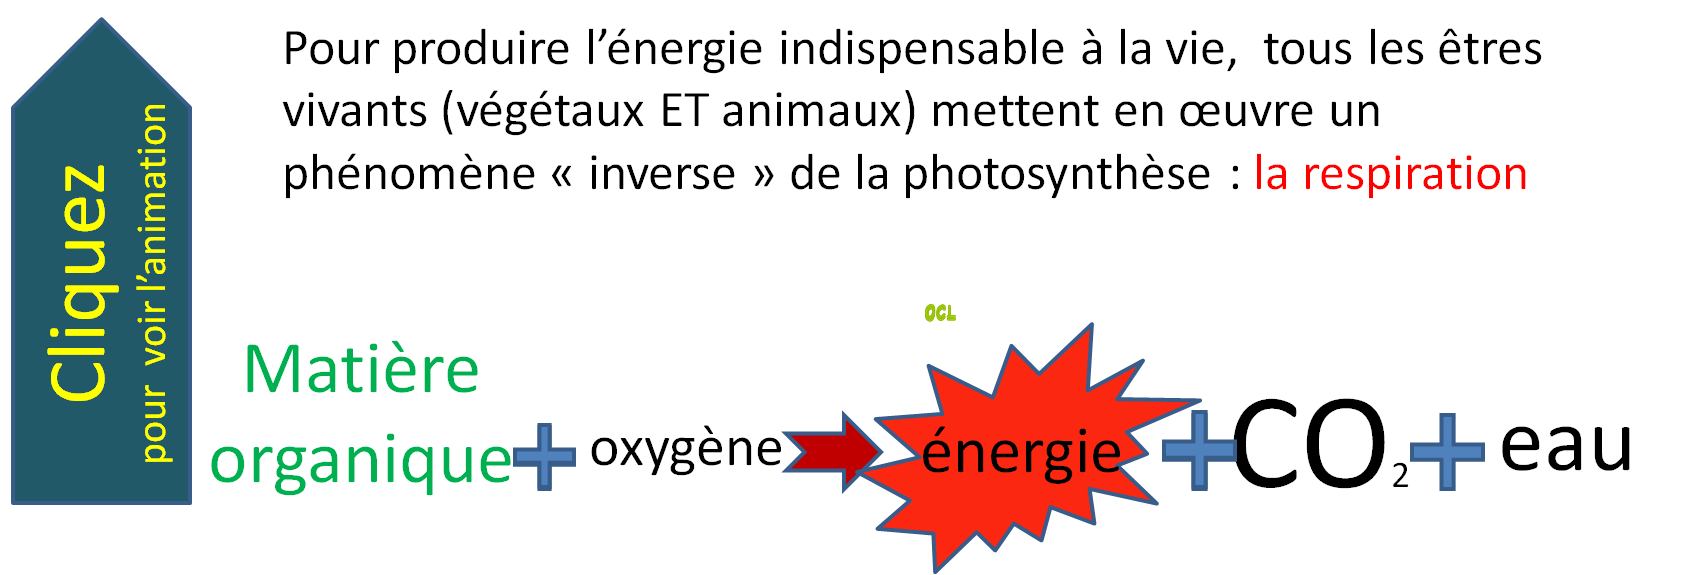 Cliquez
pour voir l'animation
Pour produire l’énergie indispensable à la vie, tous les êtres
vivants (végétaux ET animaux) mettent en œuvre un
phénomène « inverse » de la photosynthèse : la respiration
OCL
Matière
organique + oxygène énergie + CO₂ + eau